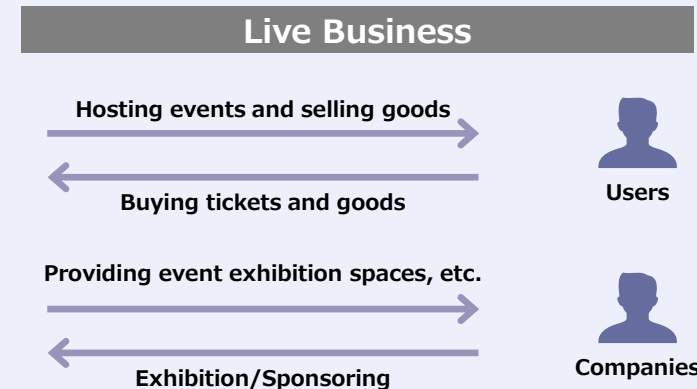 Live Business
Hosting events and selling goods
Buying tickets and goods
Users
Providing event exhibition spaces, etc.
Exhibition/Sponsoring
Companies